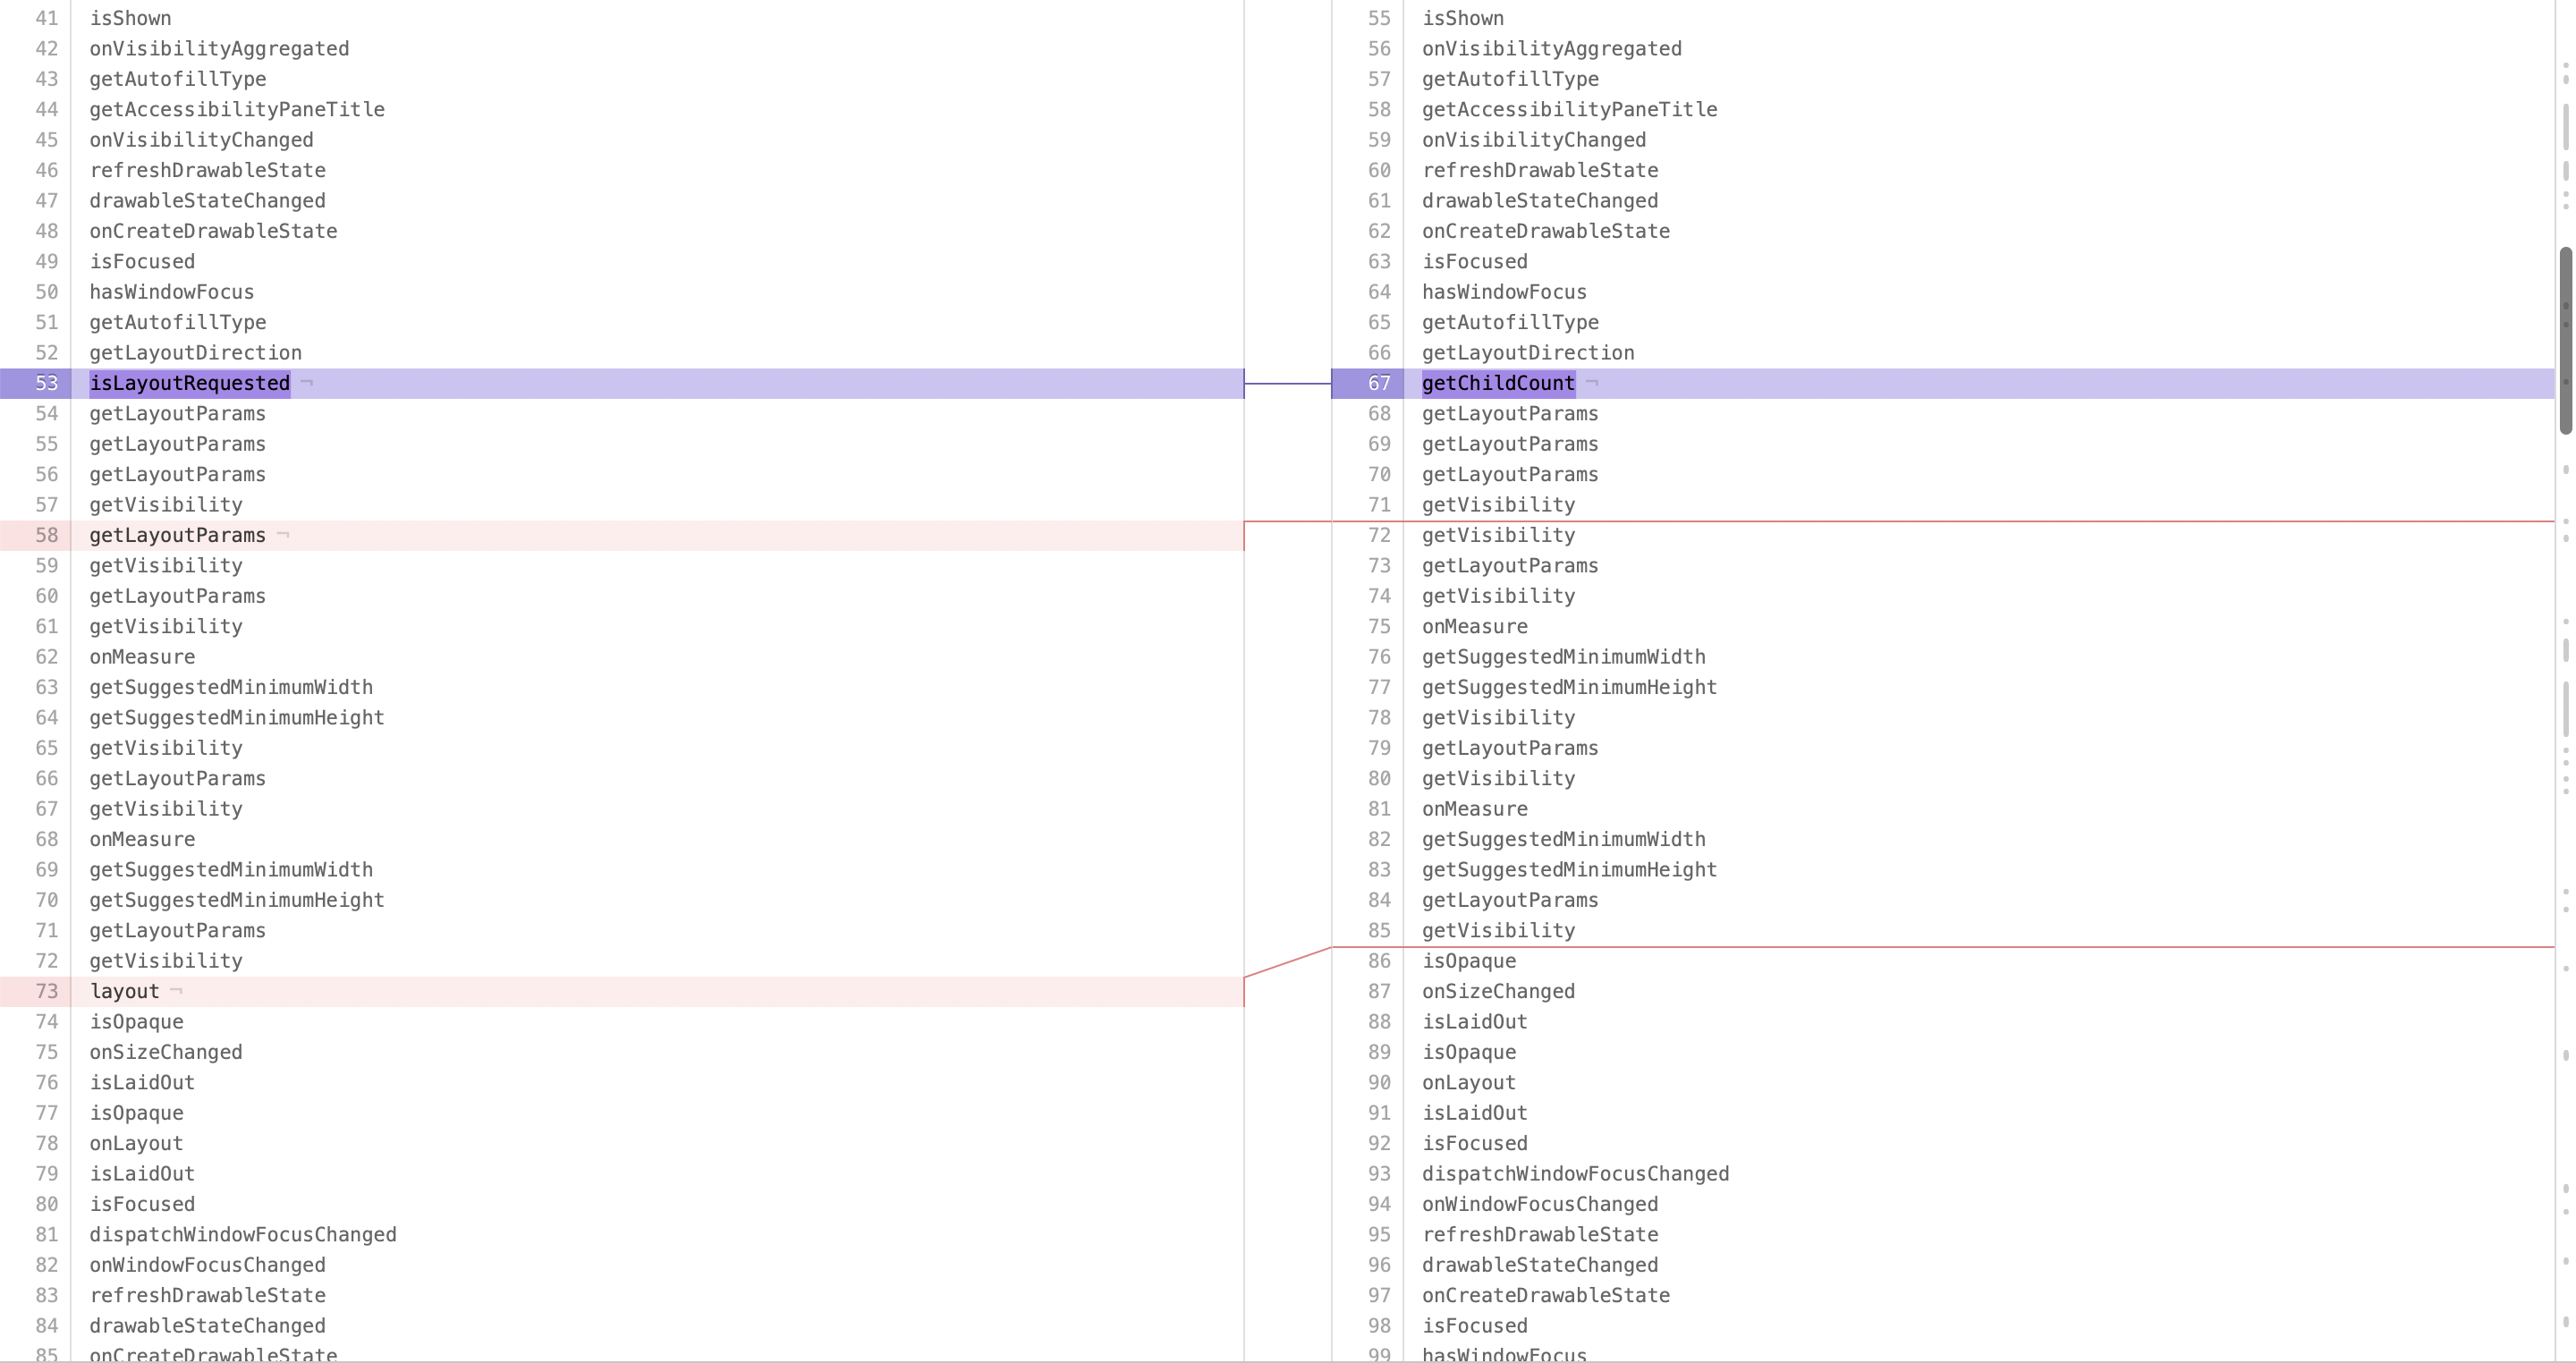 41 isShown
42 onVisibilityAggregated
43 getAutofillType
44 getAccessibilityPaneTitle
45 onVisibilityChanged
46 refreshDrawableState
47 drawableStateChanged
48 onCreateDrawableState
49 isFocused
50 hasWindowFocus
51 getAutofillType
52 getLayoutDirection
53 isLayoutRequested ¬
54 getLayoutParams
55 getLayoutParams
56 getLayoutParams
57 getVisibility
58 getLayoutParams ¬
59 getVisibility
60 getLayoutParams
61 getVisibility
62 onMeasure
63 getSuggestedMinimumWidth
64 getSuggestedMinimumHeight
65 getVisibility
66 getLayoutParams
67 getVisibility
68 onMeasure
69 getSuggestedMinimumWidth
70 getSuggestedMinimumHeight
71 getLayoutParams
72 getVisibility
73 layout ¬
74 isOpaque
75 onSizeChanged
76 isLaidOut
77 isOpaque
78 onLayout
79 isLaidOut
80 isFocused
81 dispatchWindowFocusChanged
82 onWindowFocusChanged
83 refreshDrawableState
84 drawableStateChanged
85 onCreateDrawableState
55 isShown
56 onVisibilityAggregated
57 getAutofillType
58 getAccessibilityPaneTitle
59 onVisibilityChanged
60 refreshDrawableState
61 drawableStateChanged
62 onCreateDrawableState
63 isFocused
64 hasWindowFocus
65 getAutofillType
66 getLayoutDirection
67 getChildCount ¬
68 getLayoutParams
69 getLayoutParams
70 getLayoutParams
71 getVisibility
72 getVisibility
73 getLayoutParams
74 getVisibility
75 onMeasure
76 getSuggestedMinimumWidth
77 getSuggestedMinimumHeight
78 getVisibility
79 getLayoutParams
80 getVisibility
81 onMeasure
82 getSuggestedMinimumWidth
83 getSuggestedMinimumHeight
84 getLayoutParams
85 getVisibility
86 isOpaque
87 onSizeChanged
88 isLaidOut
89 isOpaque
90 onLayout
91 isLaidOut
92 isFocused
93 dispatchWindowFocusChanged
94 onWindowFocusChanged
95 refreshDrawableState
96 drawableStateChanged
97 onCreateDrawableState
98 isFocused
99 hasWindowFocus